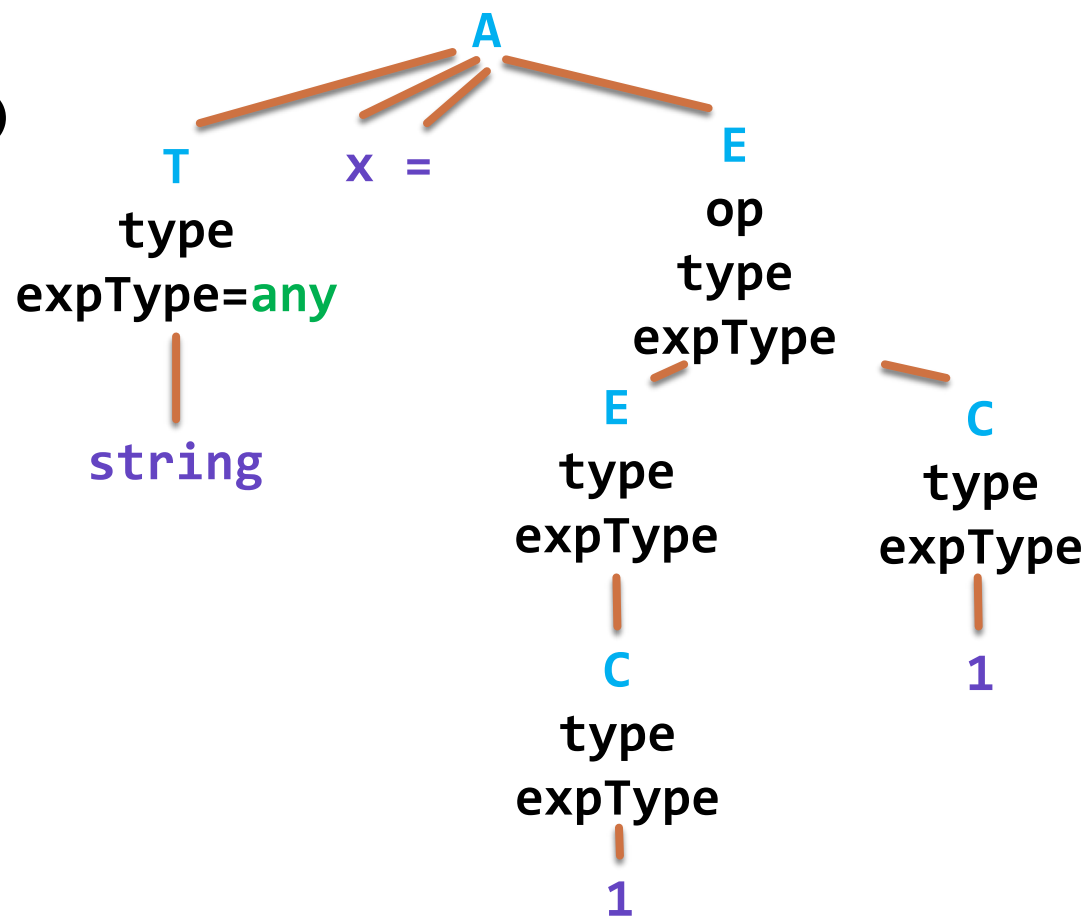 A
T
type
expType=any
string
x =
E
op
type
expType
E
type
expType
C
type
expType
1
C
type
expType
1